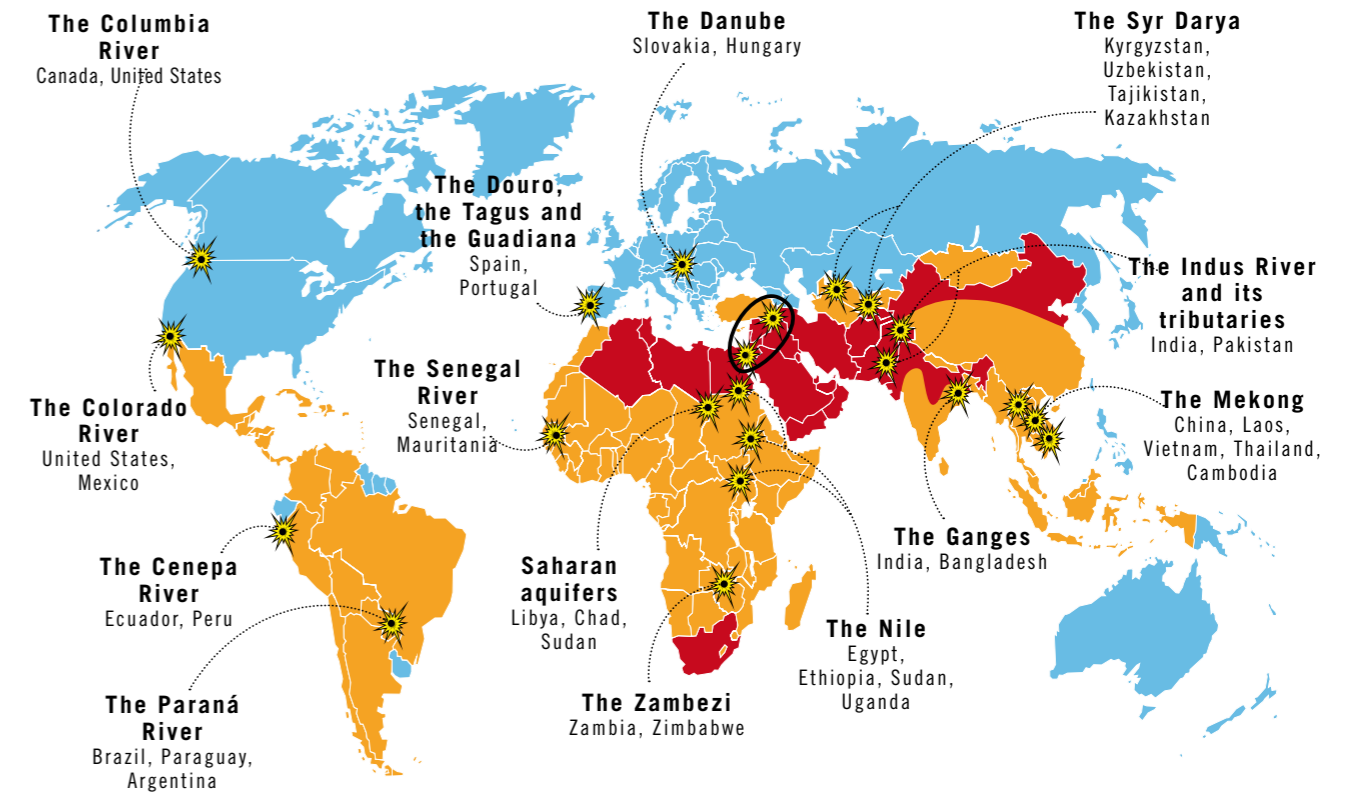 The Columbia
River
Canada, United States
The Danube
Slovakia, Hungary
The Syr Darya
Kyrgyzstan,
Uzbekistan,
Tajikistan,
Kazakhstan
The Douro,
the Tagus and
the Guadiana
Spain,
Portugal
The Indus River
and its
tributaries
India, Pakistan
The Senegal
River
Senegal,
Mauritania
The Colorado
River
United States,
Mexico
The Mekong
China, Laos,
Vietnam, Thailand,
Cambodia
The Ganges
India, Bangladesh
The Cenepa
River
Ecuador, Peru
Saharan
aquifers
Libya, Chad,
Sudan
The Nile
Egypt,
Ethiopia, Sudan,
Uganda
The Zambezi
Zambia, Zimbabwe
The Paraná
River
Brazil, Paraguay,
Argentina